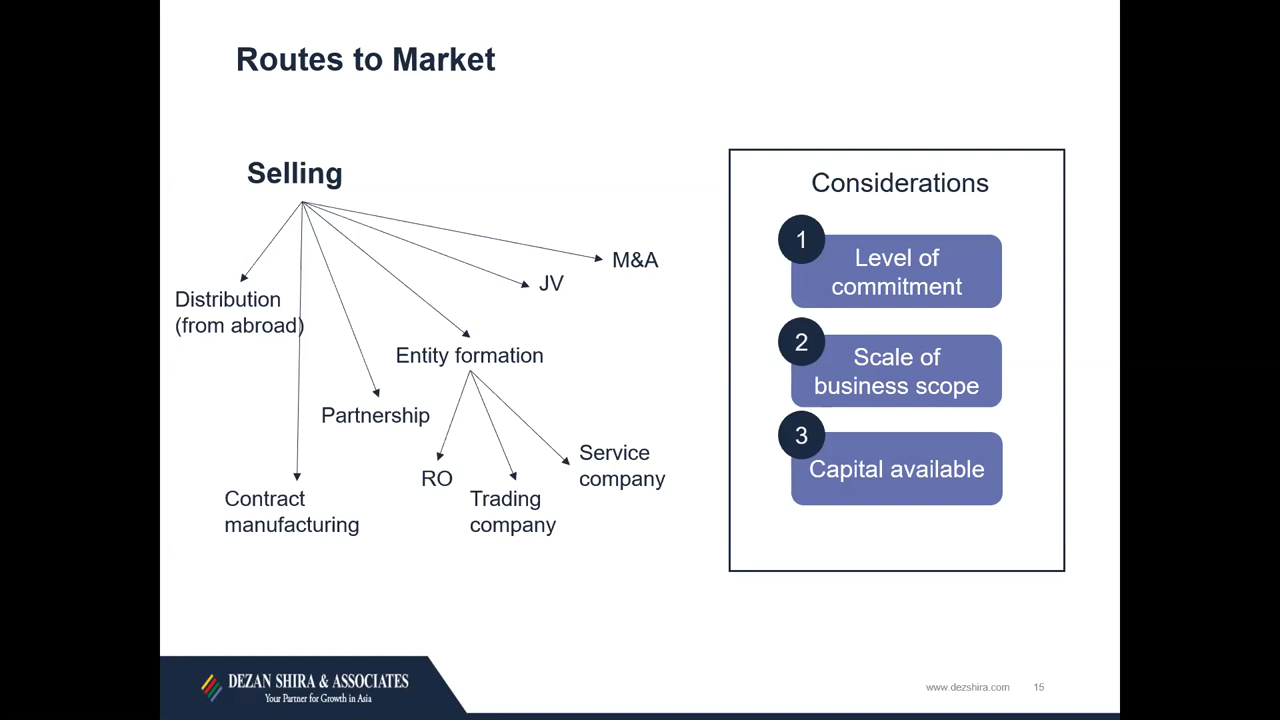 Routes to Market
Selling
Distribution
(from abroad)
Contract
manufacturing
Partnership
Entity formation
JV
M&A
RO
Trading
company
Service
company
Considerations
1
Level of
commitment
2
Scale of
business scope
3
Capital available
DEZAN SHIRA & ASSOCIATES
Your Partner for Growth in Asia
www.dezshira.com
15